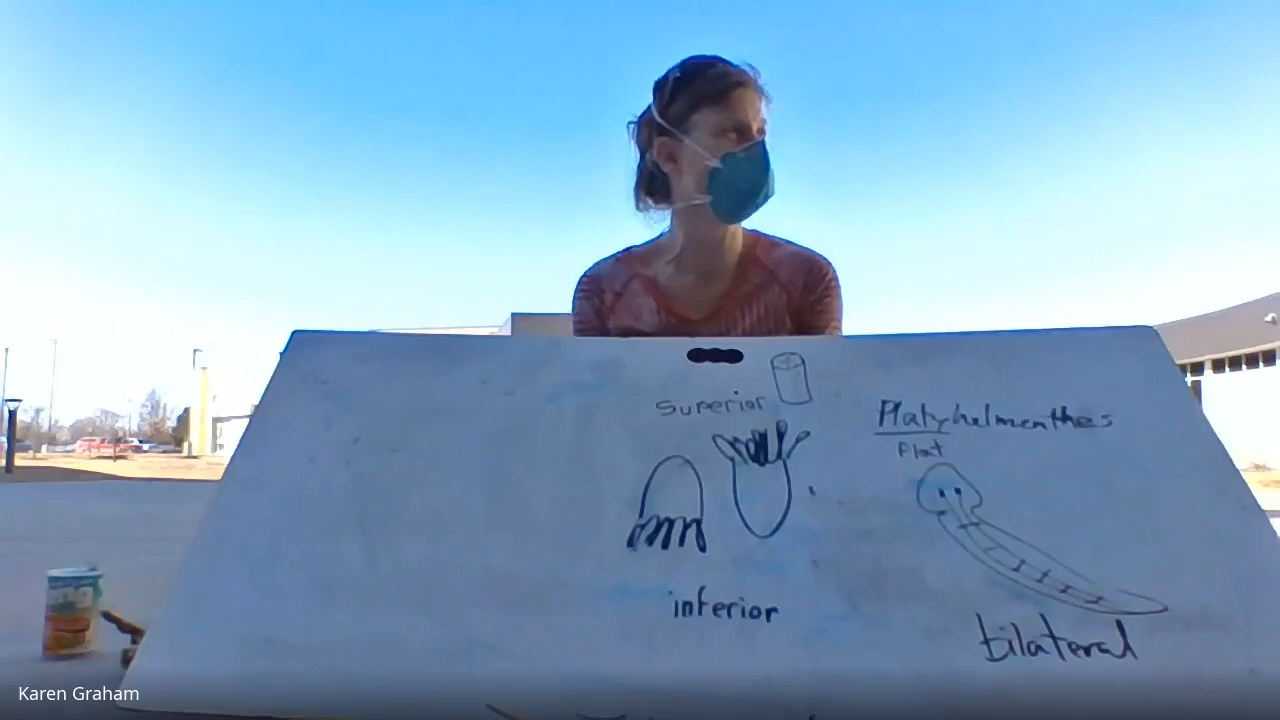 Superior
Platyhelmenthes
Flat
inferior
bilateral
Karen Graham